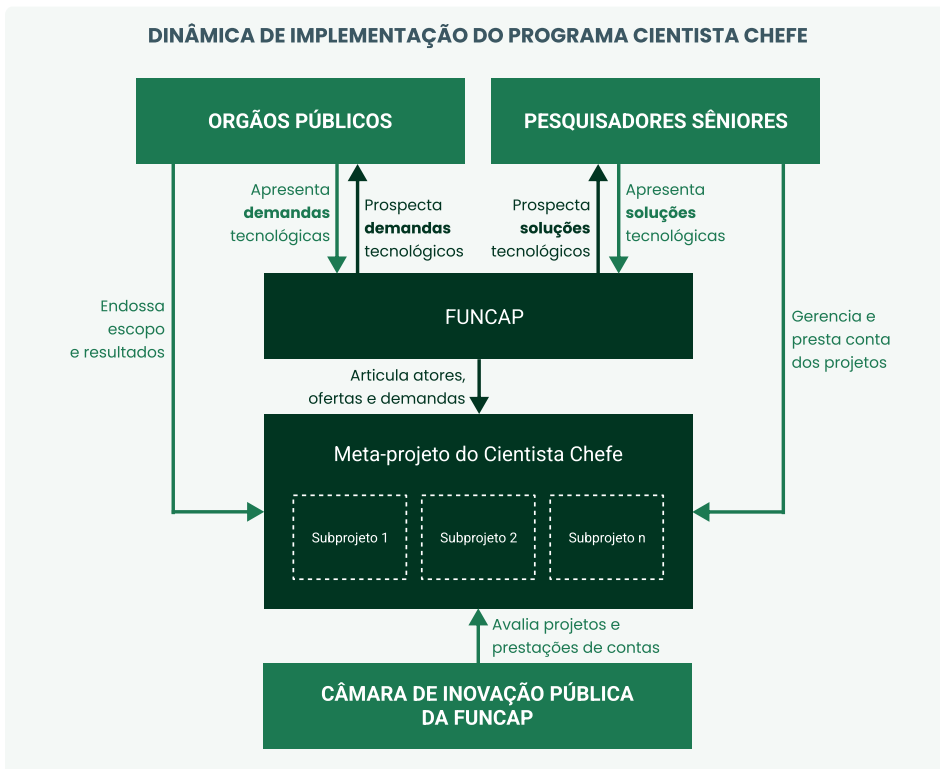 DINÂMICA DE IMPLEMENTAÇÃO DO PROGRAMA CIENTISTA CHEFE
ORGÃOS PÚBLICOS
PESQUISADORES SÊNIORES
Apresenta
demandas
tecnológicas
Prospecta
demandas
tecnológicos
Prospecta
soluções
tecnológicos
Apresenta
soluções
tecnológicas
Endossa
escopo
e resultados
FUNCAP
Gerencia e
presta conta
dos projetos
Articula atores,
ofertas e demandas
Meta-projeto do Cientista Chefe
Subprojeto 1
Subprojeto 2
Subprojeto n
Avalia projetos e
prestações de contas
CÂMARA DE INOVAÇÃO PÚBLICA
DA FUNCAP